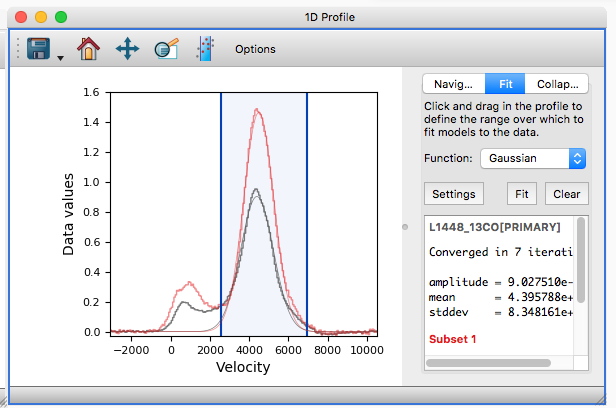 1D Profile
Options
Navig...
Fit
Collap...
Click and drag in the profile to
define the range over which to
fit models to the data.
Function:
Gaussian
Settings
Fit
Clear
L1448_13CO[PRIMARY]
Converged in 7 iterati
amplitude = 9.027510e-
mean = 4.395788e+
stddev = 8.348161e+
Subset 1
Data values
1.6
1.4
1.2
1.0
0.8
0.6
0.4
0.2
0.0
−2000
0
2000
4000
6000
8000
10000
Velocity